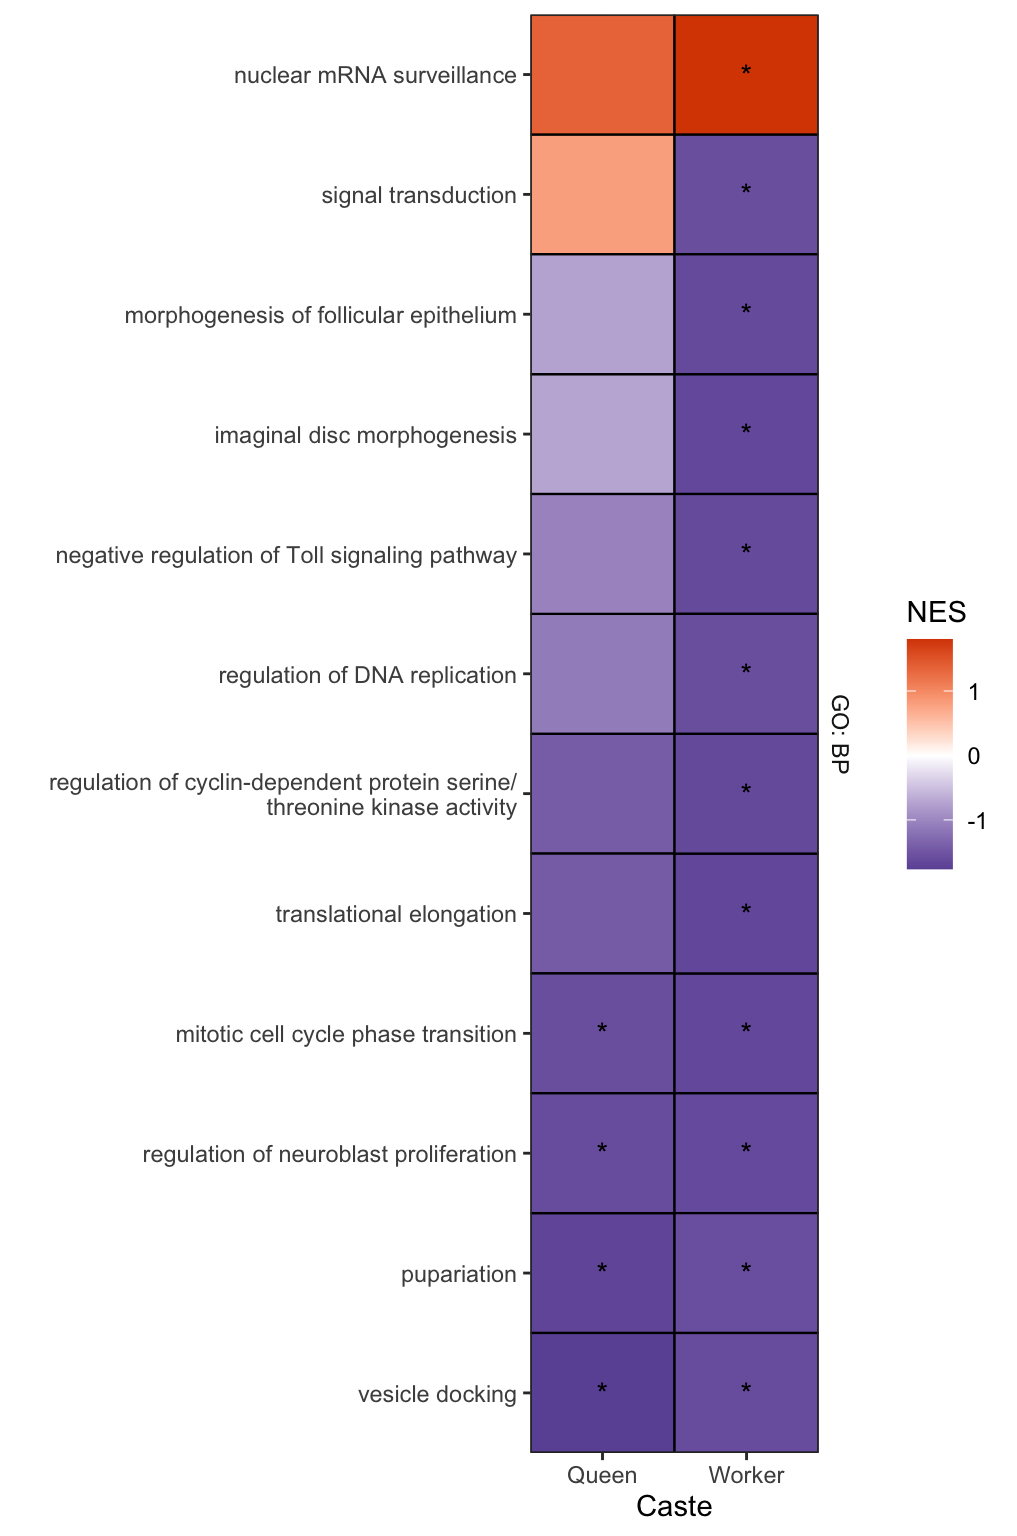 nuclear mRNA surveillance
*
signal transduction
*
morphogenesis of follicular epithelium
*
imaginal disc morphogenesis
*
negative regulation of Toll signaling pathway
*
regulation of DNA replication
*
regulation of cyclin-dependent protein serine/
threonine kinase activity
*
translational elongation
*
mitotic cell cycle phase transition
* *
regulation of neuroblast proliferation
* *
pupariation
* *
vesicle docking
* *
Queen
Worker
Caste
GO: BP
NES
1
0
-1